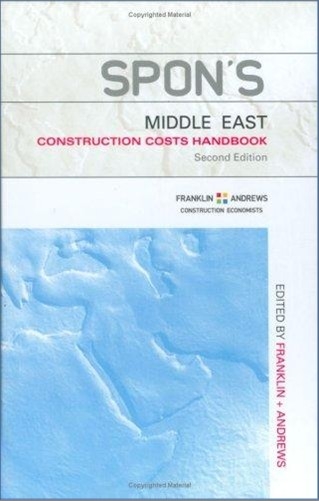 Copyrighted Material
SPON'S
MIDDLE EAST
CONSTRUCTION COSTS HANDBOOK
Second Edition
FRANKLIN ANDREWS
CONSTRUCTION ECONOMISTS
EDITED BY FRANKLIN + ANDREWS
Copyrighted Material